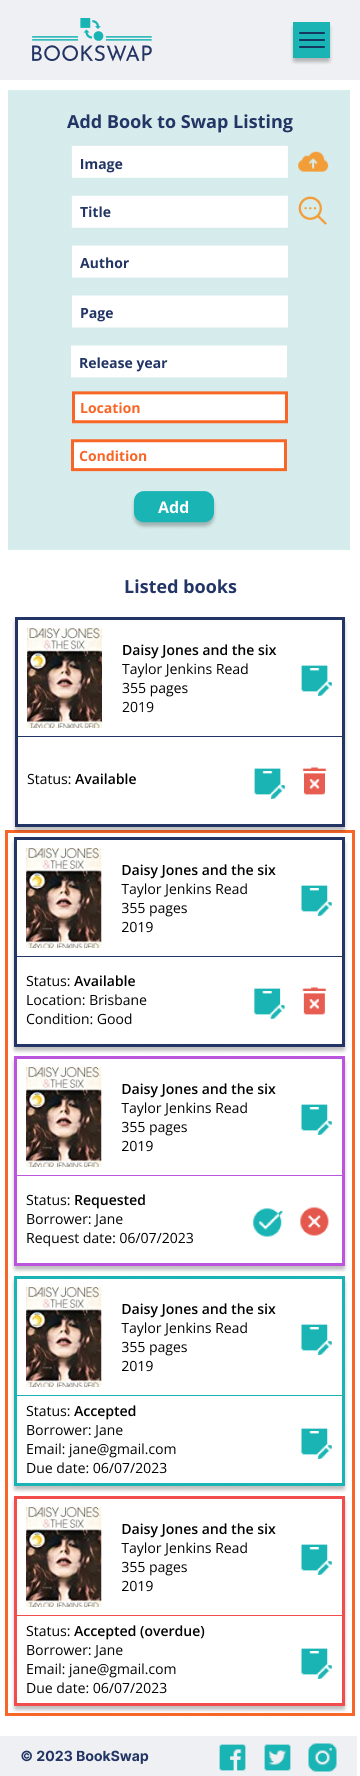 BOOKSWAP
Add Book to Swap Listing
Image
Title
Author
Page
Release year
Location
Condition
Add
Listed books
DAISY JONES
& THE SIX
TAYLOR JENKINS REID
Daisy Jones and the six
Taylor Jenkins Read
355 pages
2019
Status: Available
DAISY JONES
& THE SIX
TAYLOR JENKINS REID
Daisy Jones and the six
Taylor Jenkins Read
355 pages
2019
Status: Available
Location: Brisbane
Condition: Good
DAISY JONES
& THE SIX
TAYLOR JENKINS REID
Daisy Jones and the six
Taylor Jenkins Read
355 pages
2019
Status: Requested
Borrower: Jane
Request date: 06/07/2023
DAISY JONES
& THE SIX
TAYLOR JENKINS REID
Daisy Jones and the six
Taylor Jenkins Read
355 pages
2019
Status: Accepted
Borrower: Jane
Email: jane@gmail.com
Due date: 06/07/2023
DAISY JONES
& THE SIX
TAYLOR JENKINS REID
Daisy Jones and the six
Taylor Jenkins Read
355 pages
2019
Status: Accepted (overdue)
Borrower: Jane
Email: jane@gmail.com
Due date: 06/07/2023
© 2023 BookSwap